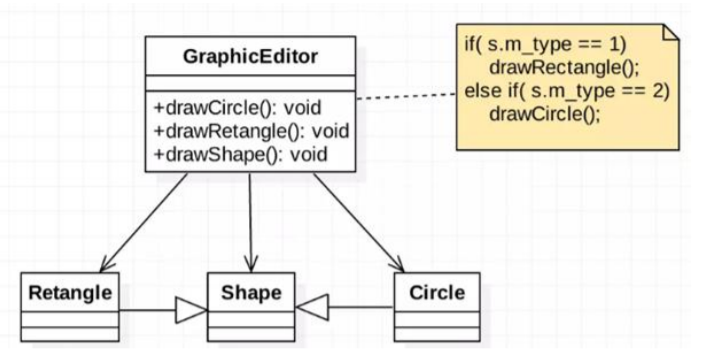 GraphicEditor
+drawCircle(): void
+drawRetangle(): void
+drawShape(): void
if( s.m_type == 1)
drawRectangle();
else if( s.m_type == 2)
drawCircle();
Retangle
Shape
Circle